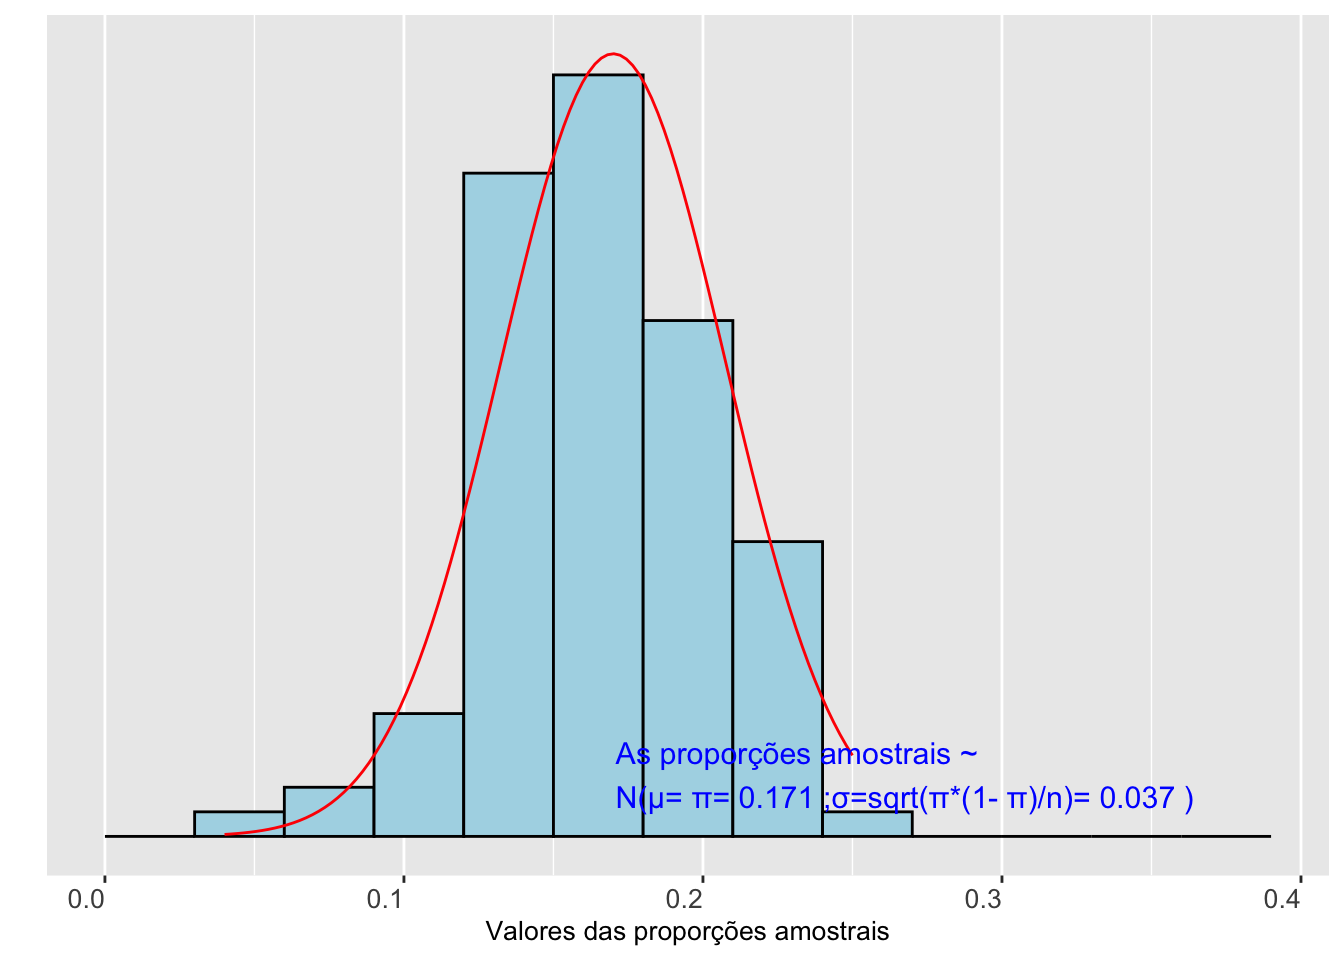 As proporções amostrais ~
N(μ= π= 0.171 ;σ=sqrt(π*(1- π)/n)= 0.037 )
0.0 0.1 0.2 0.3 0.4
Valores das proporções amostrais